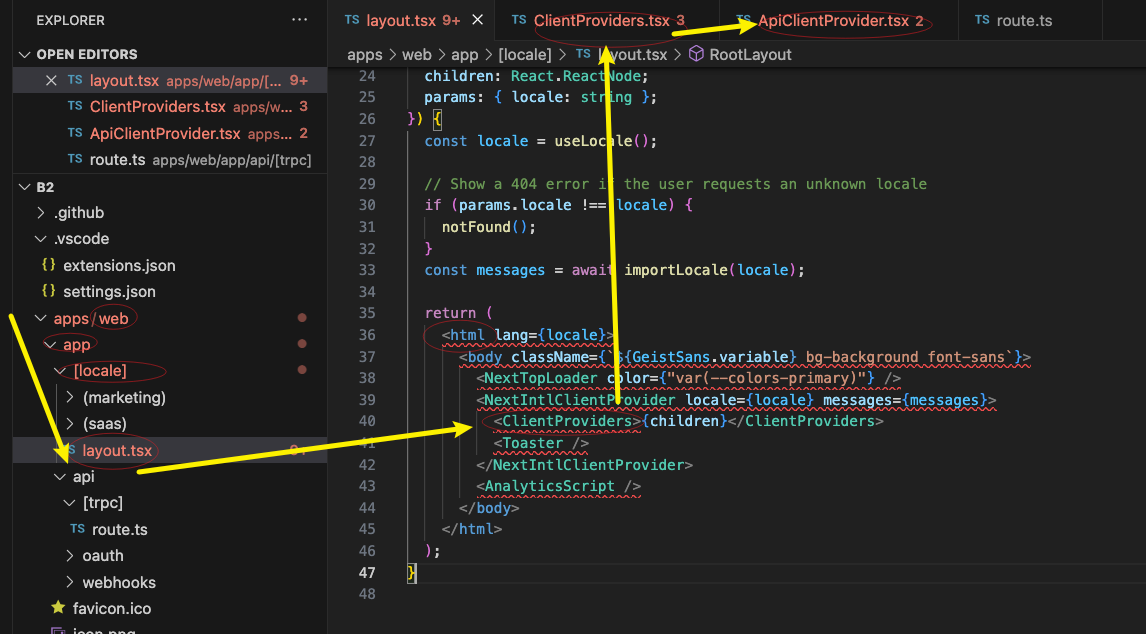 EXPLORER ...
OPEN EDITORS
TS layout.tsx apps/web/app/[... 9+
TS ClientProviders.tsx apps/w... 3
TS ApiClientProvider.tsx apps... 2
TS route.ts apps/web/app/api/[trpc]
B2
.github
.vscode
{} extensions.json
{} settings.json
apps/web
app
[locale]
(marketing)
(saas)
layout.tsx 9+
api
[trpc]
TS route.ts
oauth
webhooks
favicon.ico
icon.png
TS layout.tsx 9+
TS ClientProviders.tsx 3
TS ApiClientProvider.tsx 2
TS route.ts
apps > web > app > [locale] > TS layout.tsx > RootLayout
24 children: React.ReactNode;
25 params: { locale: string };
26 }) {
27 const locale = useLocale();
28
29 // Show a 404 error if the user requests an unknown locale
30 if (params.locale !== locale) {
31 notFound();
32 }
33 const messages = await importLocale(locale);
34
35 return (
36 <html lang={locale}>
37 <body className={`${GeistSans.variable} bg-background font-sans`}>
38 <NextTopLoader color={"var(--colors-primary)"} />
39 <NextIntlClientProvider locale={locale} messages={messages}>
40 <ClientProviders>{children}</ClientProviders>
41 <Toaster />
42 </NextIntlClientProvider>
43 <AnalyticsScript />
44 </body>
45 </html>
46 );
47 }
48